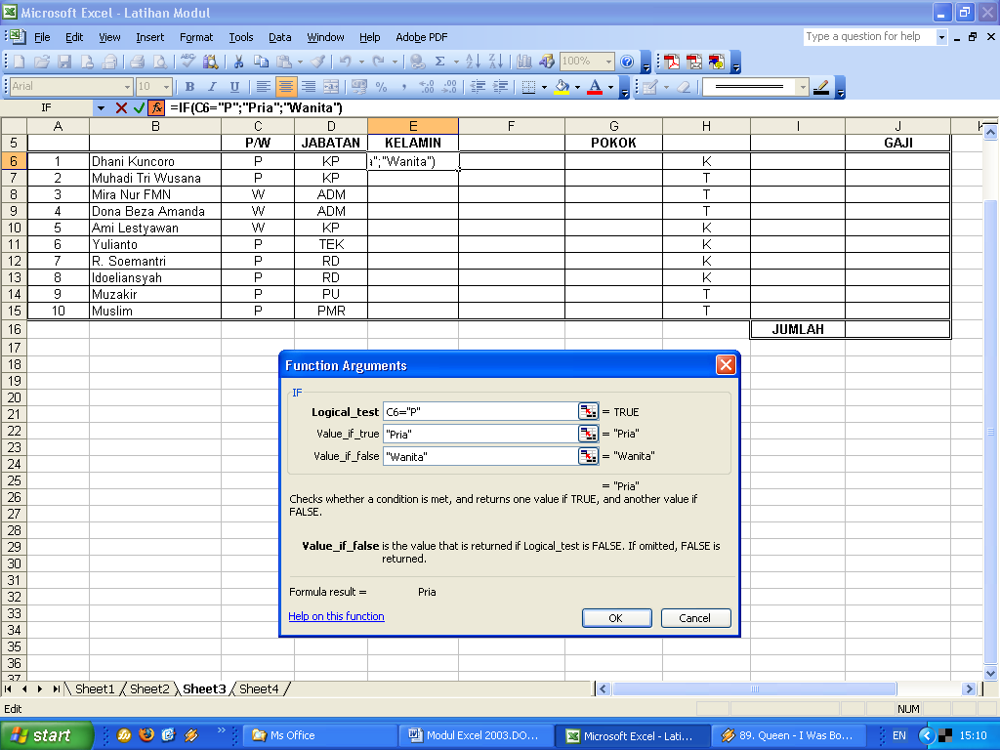 Microsoft Excel - Latihan Modul
File Edit View Insert Format Tools Data Window Help Adobe PDF
Type a question for help
100%
Arial 10 B I U
IF =IF(C6="P";"Pria";"Wanita")
A B C D E F G H I J K
5 P/W JABATAN KELAMIN POKOK GAJI
6 1 Dhani Kuncoro P KP a";"Wanita") K
7 2 Muhadi Tri Wusana P KP T
8 3 Mira Nur FMN W ADM T
9 4 Dona Beza Amanda W ADM T
10 5 Ami Lestyawan W KP K
11 6 Yulianto P TEK K
12 7 R. Soemantri P RD K
13 8 Idoeliansyah P RD K
14 9 Muzakir P PU T
15 10 Muslim P PMR T
16 JUMLAH
17
18
19
20
21
22
23
24
25
26
27
28
29
30
31
32
33
34
35
36
37
Function Arguments
IF
Logical_test C6="P" = TRUE
Value_if_true "Pria" = "Pria"
Value_if_false "Wanita" = "Wanita"
= "Pria"
Checks whether a condition is met, and returns one value if TRUE, and another value if
FALSE.
Value_if_false is the value that is returned if Logical_test is FALSE. If omitted, FALSE is
returned.
Formula result = Pria
Help on this function
OK Cancel
Sheet1 Sheet2 Sheet3 Sheet4
Edit NUM
start Ms Office Modul Excel 2003.DO... Microsoft Excel - Lati... 89. Queen - I Was Bo... EN 15:10